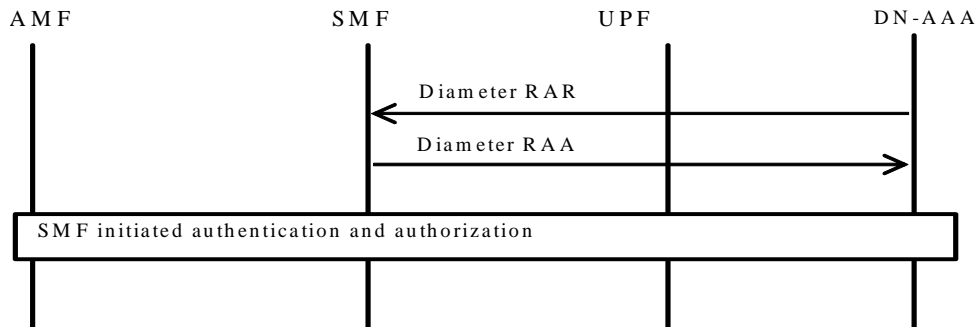 AMF SMF UPF DN-AAA
Diameter RAR
Diameter RAA
SMF initiated authentication and authorization